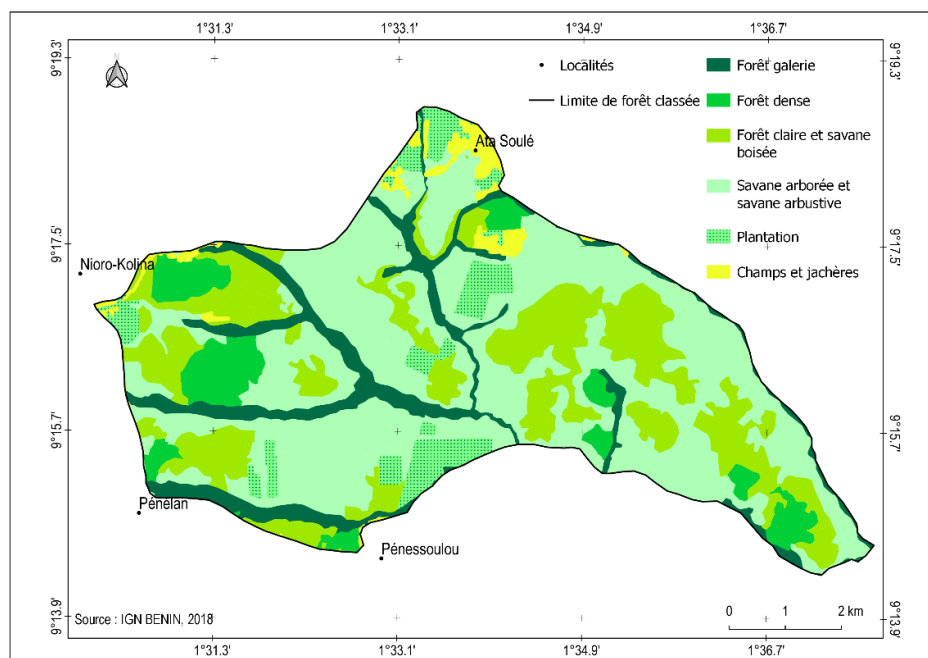 1°31.3' 1°33.1' 1°34.9' 1°36.7'
9°19.3' 9°19.3'
N
Localités
Limite de forêt classée
Forêt galerie
Forêt dense
Forêt claire et savane
boisée
Savane arborée et
savane arbustive
Plantation
Champs et jachères
Ata Soulé
9°17.5' 9°17.5'
Nioro-Kolina
9°15.7' 9°15.7'
Pénélan
Pénessoulou
9°13.9' 9°13.9'
Source : IGN BENIN, 2018
0 1 2 km
1°31.3' 1°33.1' 1°34.9' 1°36.7'